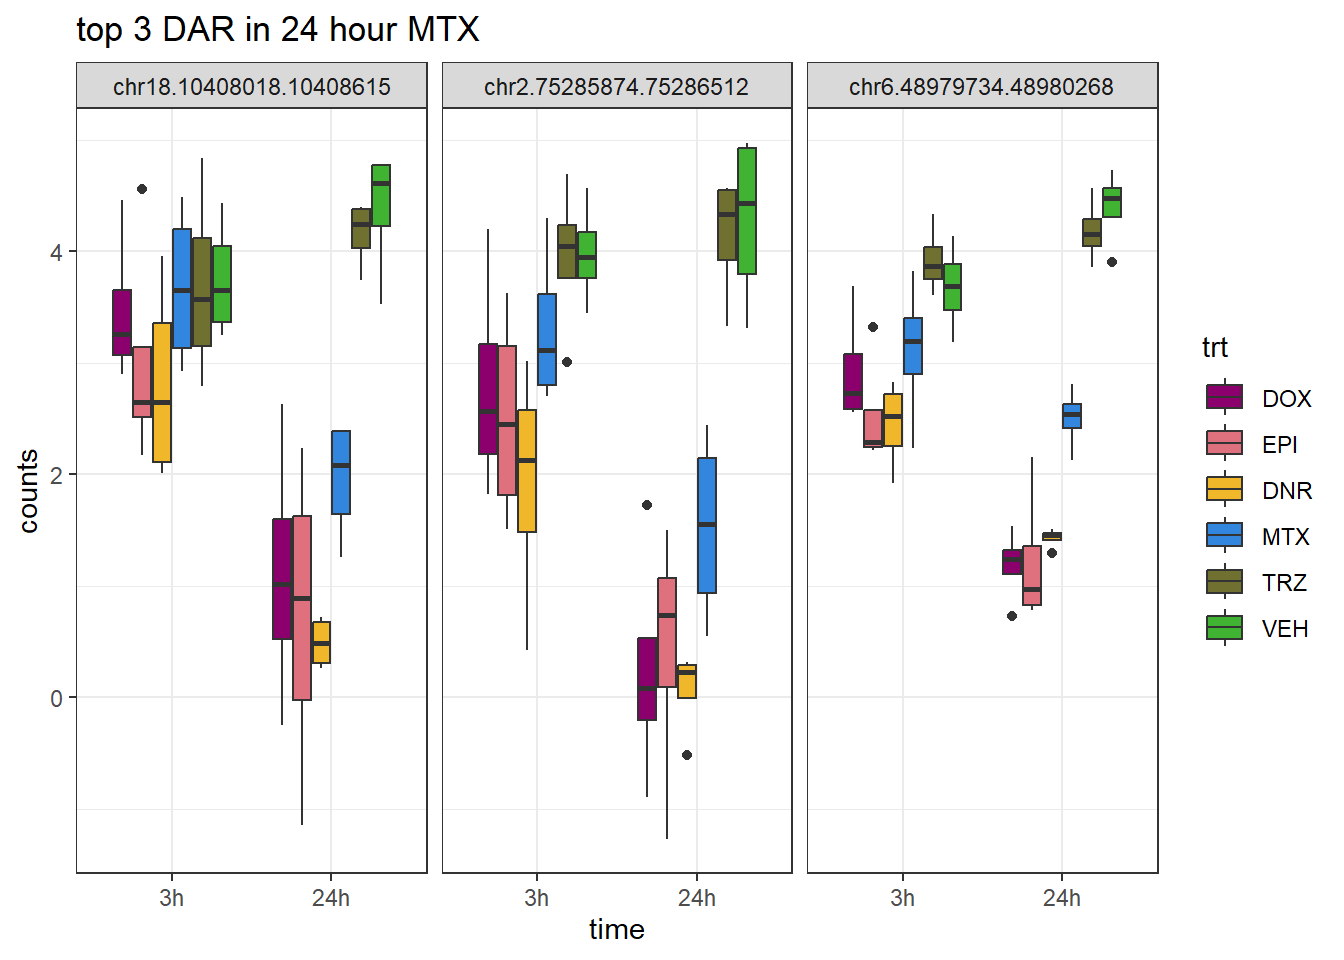 top 3 DAR in 24 hour MTX
chr18.10408018.10408615
chr2.75285874.75286512
chr6.48979734.48980268
4
2
0
counts
3h
24h
3h
24h
3h
24h
time
trt
DOX
EPI
DNR
MTX
TRZ
VEH